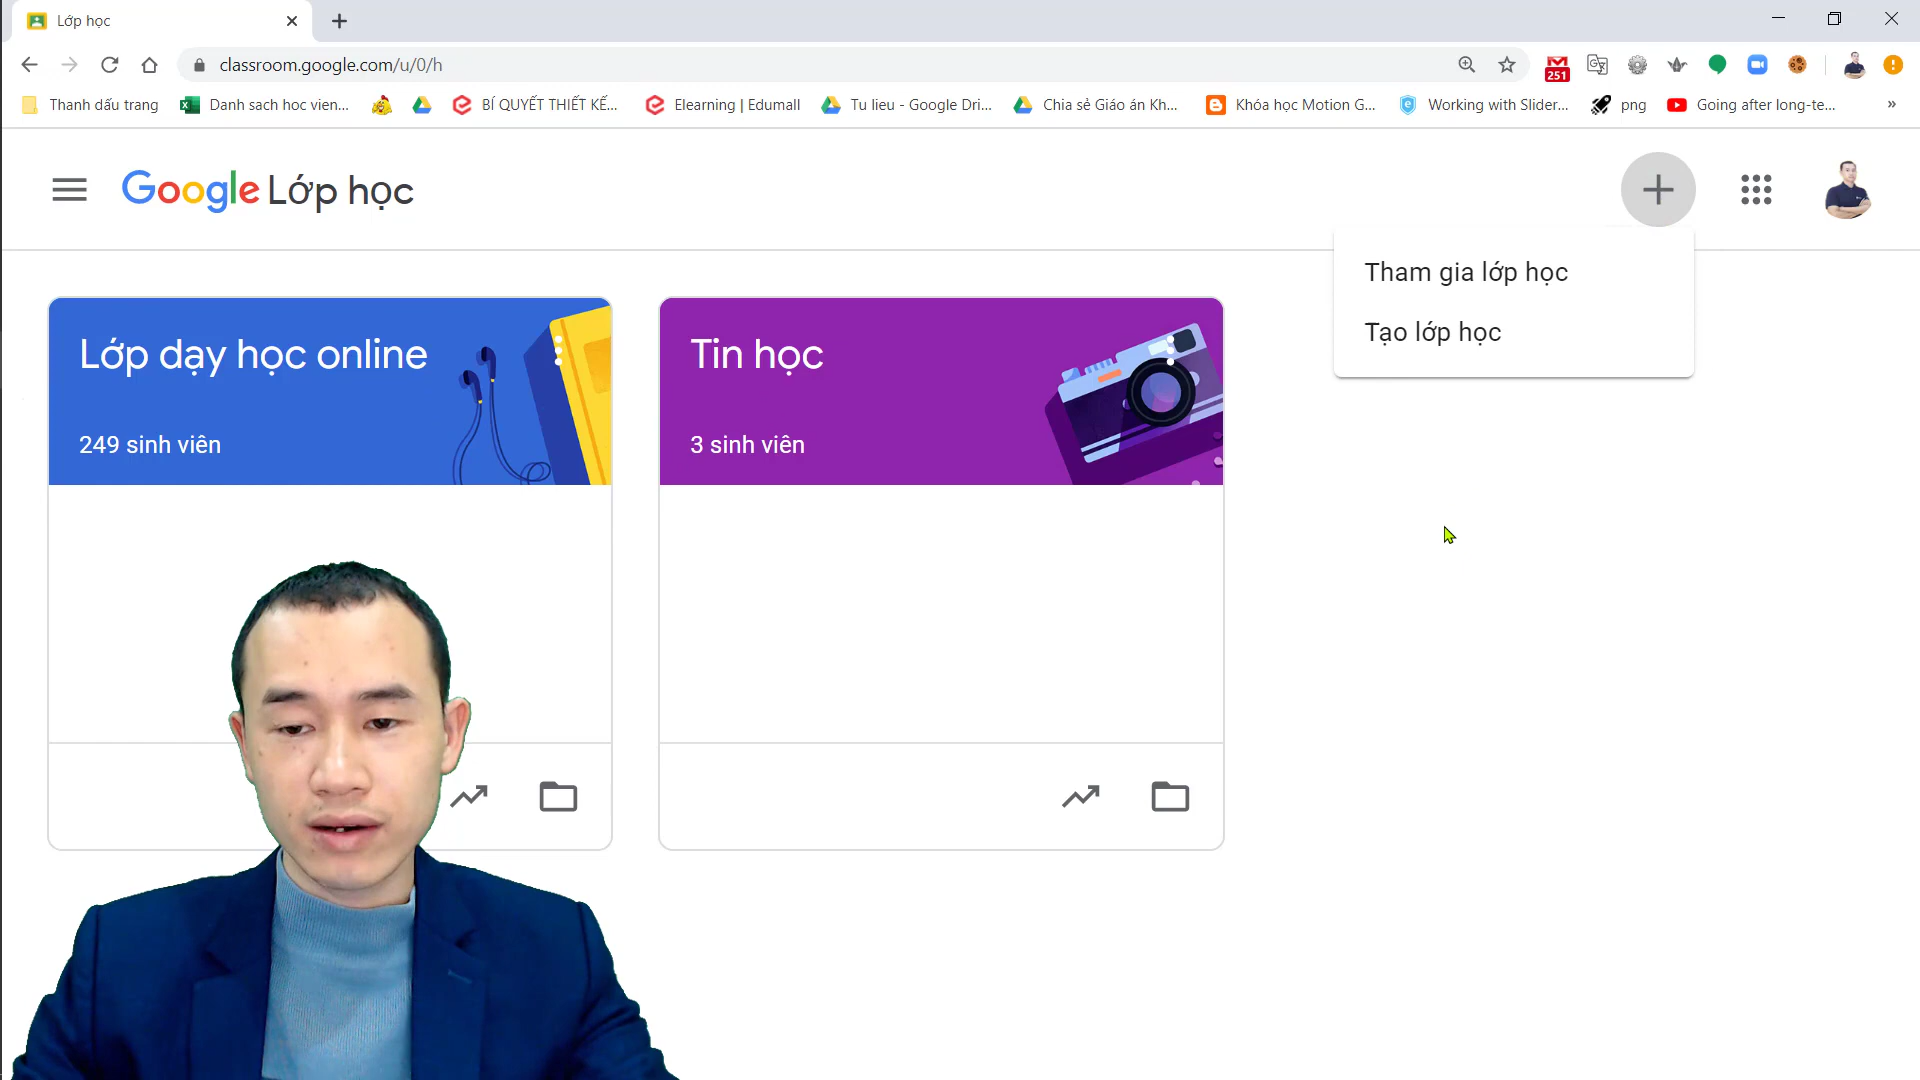 Lớp học
classroom.google.com/u/0/h
251
Thanh dấu trang
Danh sach hoc vien...
BÍ QUYẾT THIẾT KẾ...
Elearning | Edumall
Tu lieu - Google Dri...
Chia sẻ Giáo án Kh...
Khóa học Motion G...
Working with Slider...
png
Going after long-te...
»
Google Lớp học
Tham gia lớp học
Tạo lớp học
Lớp dạy học online
249 sinh viên
Tin học
3 sinh viên